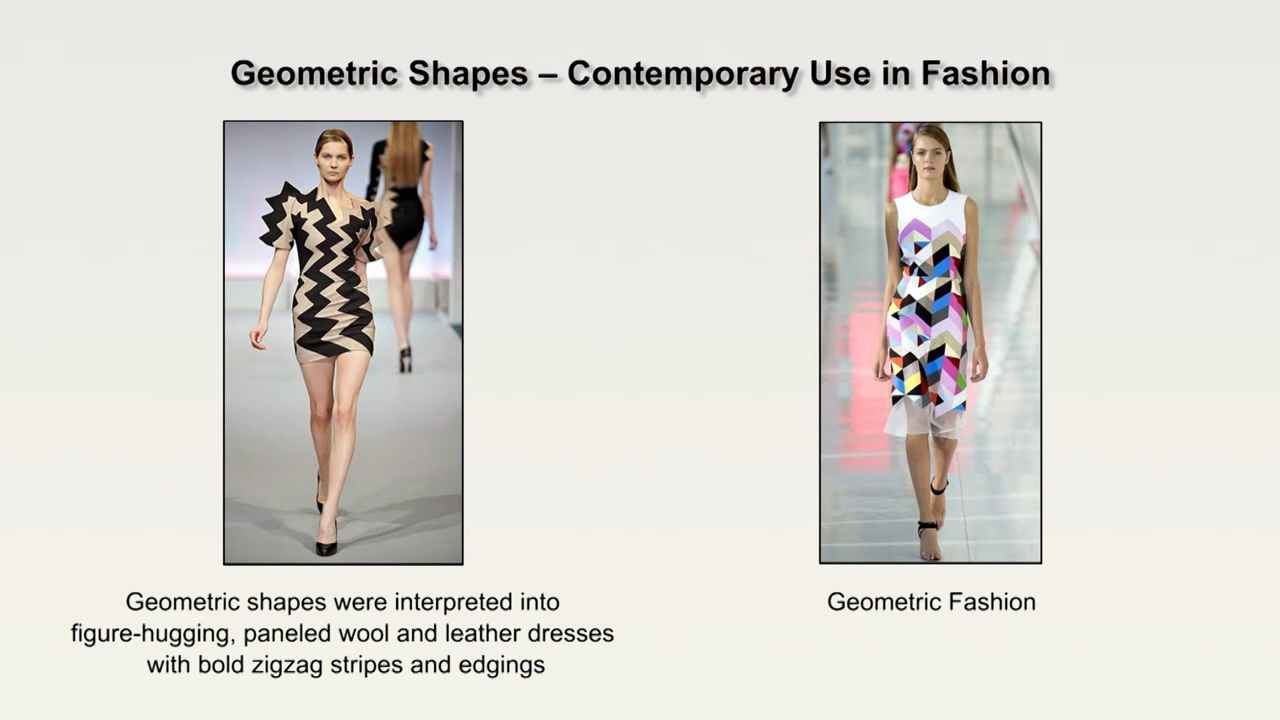 Geometric Shapes – Contemporary Use in Fashion
Geometric shapes were interpreted into
figure-hugging, paneled wool and leather dresses
with bold zigzag stripes and edgings
Geometric Fashion